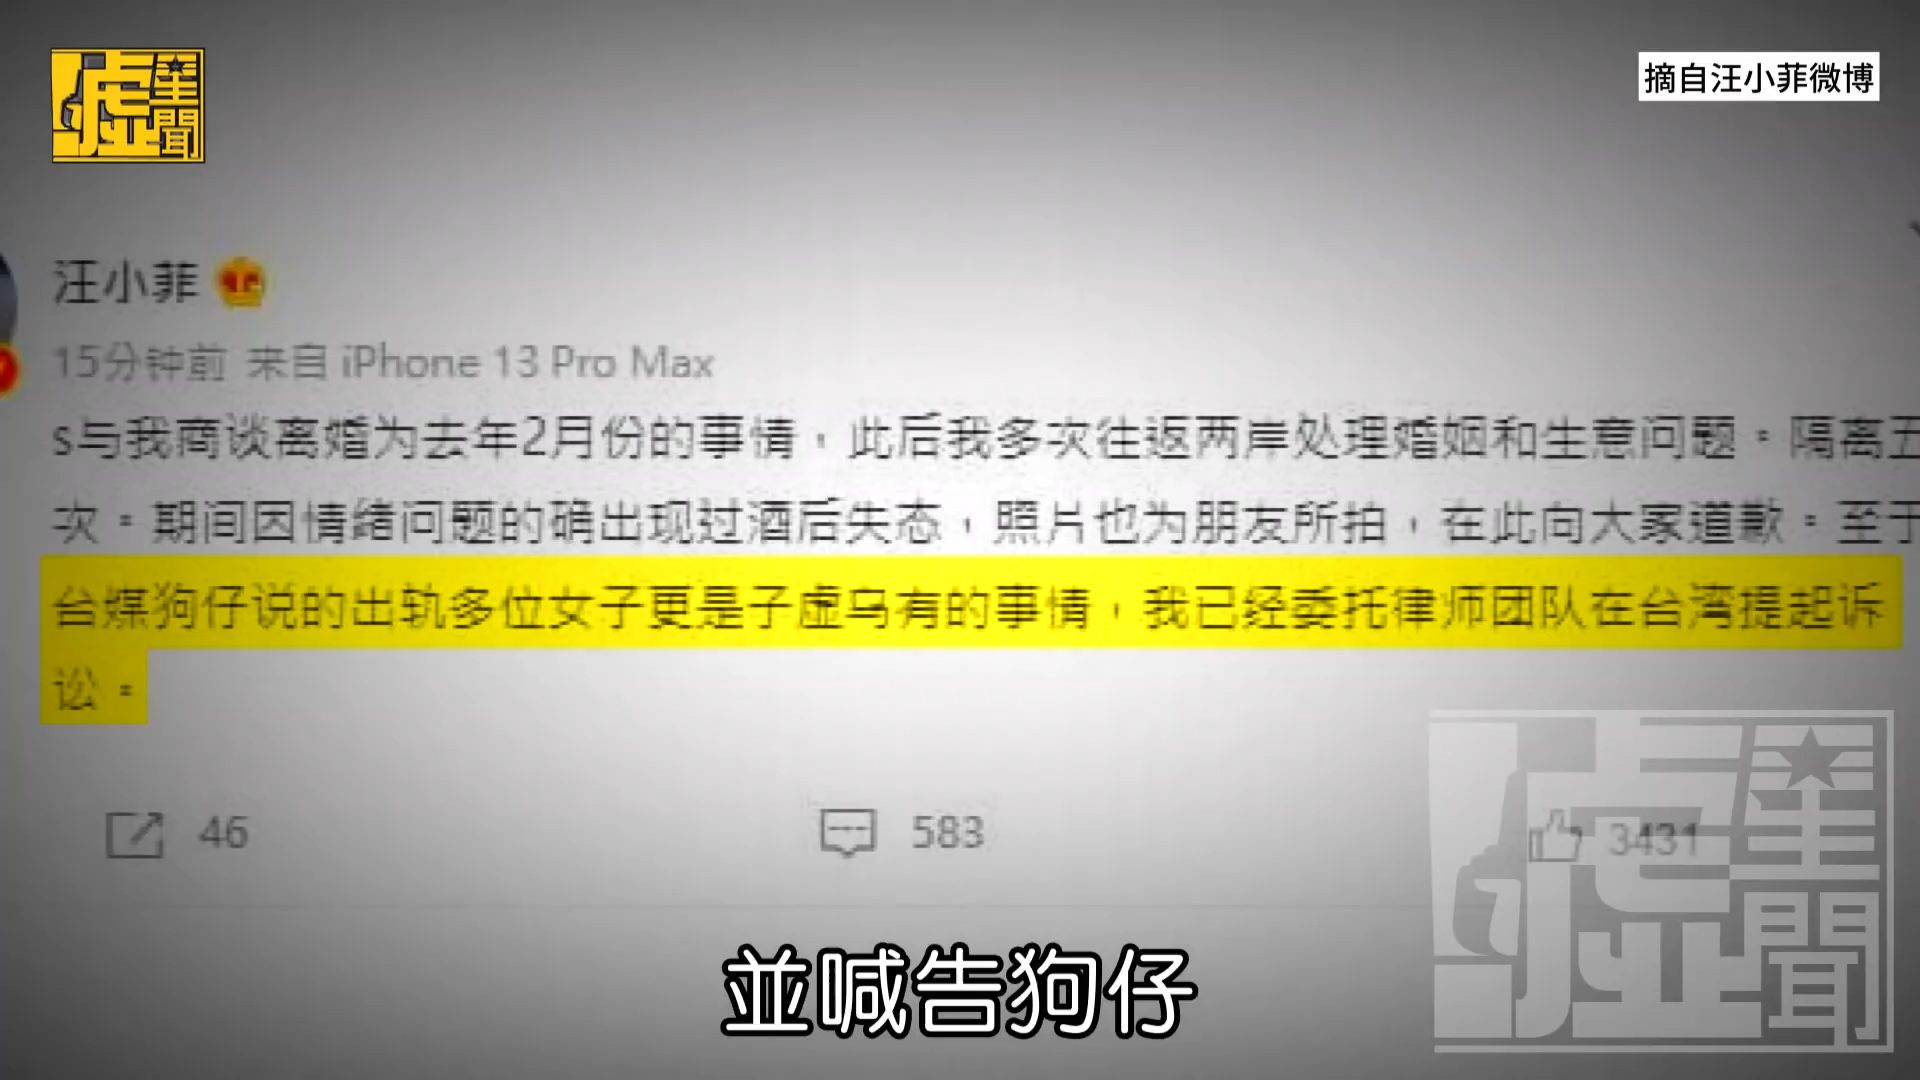 噓星聞
摘自汪小菲微博
汪小菲
15分钟前 来自 iPhone 13 Pro Max
s与我商谈离婚为去年2月份的事情，此后我多次往返两岸处理婚姻和生意问题。隔离五
次。期间因情绪问题的确出现过酒后失态，照片也为朋友所拍，在此向大家道歉。至于
台媒狗仔说的出轨多位女子更是子虚乌有的事情，我已经委托律师团队在台湾提起诉
讼。
46
583
3431
噓星聞
並喊告狗仔